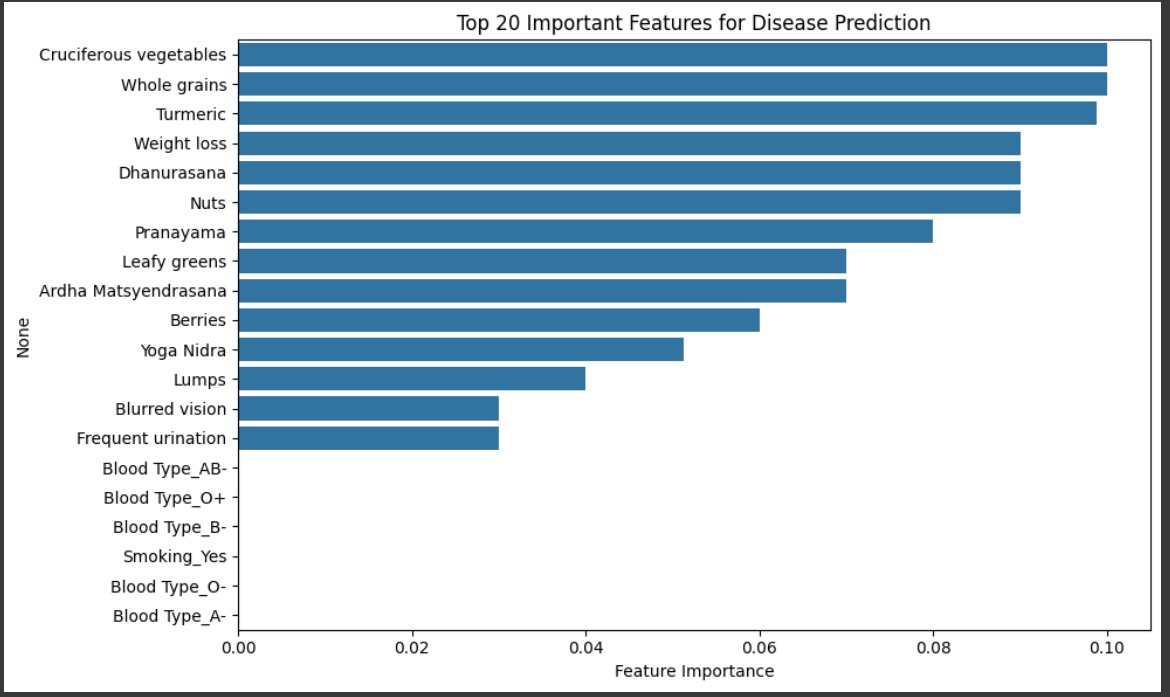 Top 20 Important Features for Disease Prediction
Cruciferous vegetables
Whole grains
Turmeric
Weight loss
Dhanurasana
Nuts
Pranayama
Leafy greens
Ardha Matsyendrasana
Berries
Yoga Nidra
Lumps
Blurred vision
Frequent urination
Blood Type_AB-
Blood Type_O+
Blood Type_B-
Smoking_Yes
Blood Type_O-
Blood Type_A-
None
0.00 0.02 0.04 0.06 0.08 0.10
Feature Importance